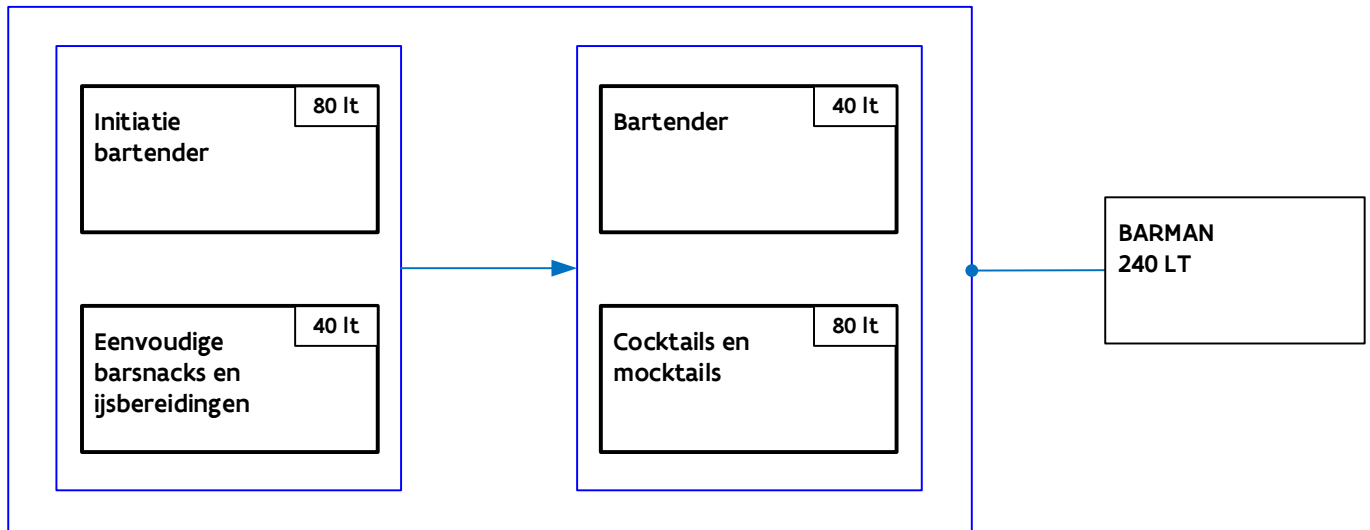 80 lt
Initiatie
bartender
40 lt
Eenvoudige
barsnacks en
ijsbereidingen
40 lt
Bartender
80 lt
Cocktails en
mocktails
BARMAN
240 LT